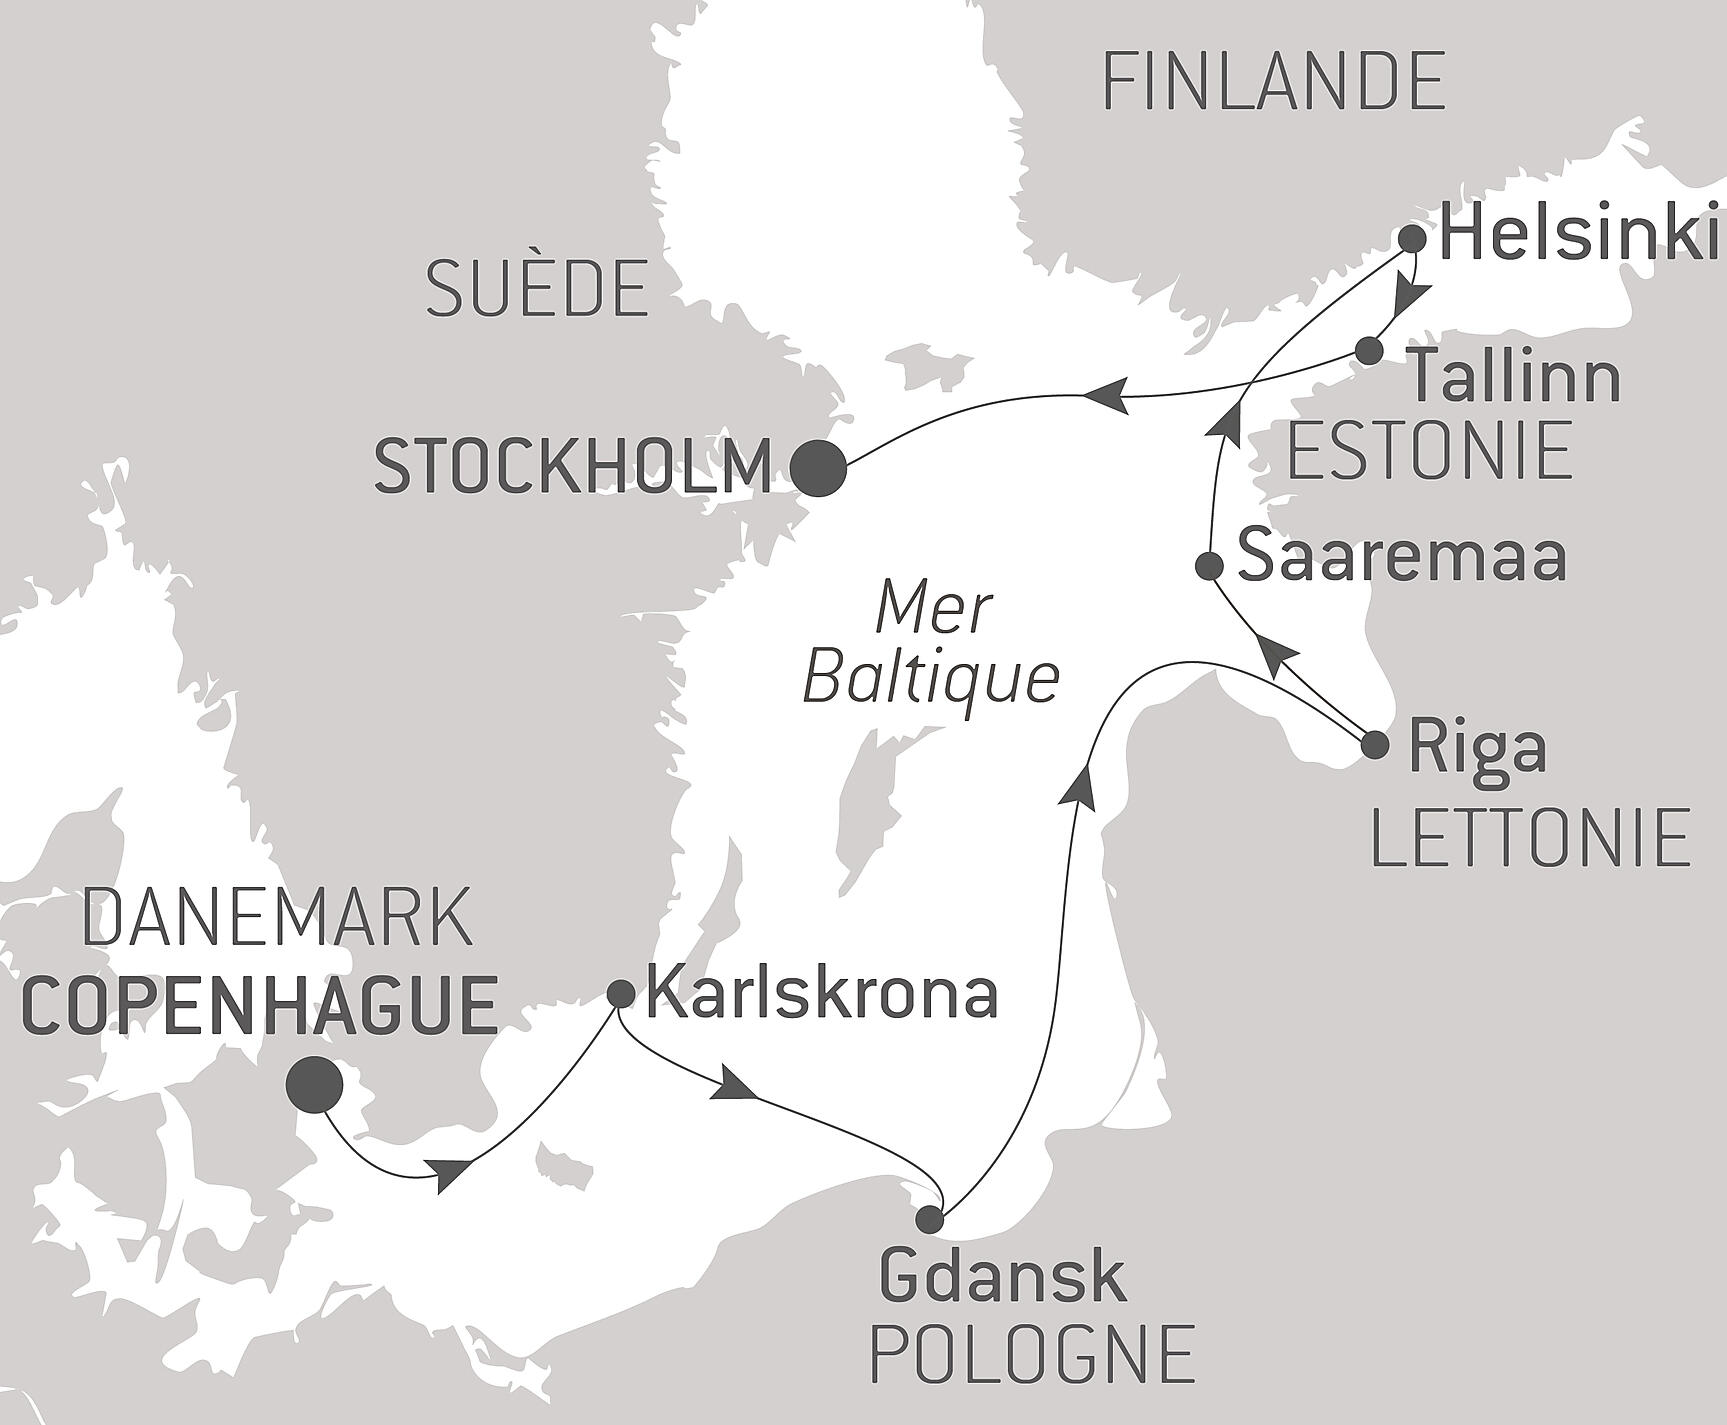 FINLANDE
Helsinki
SUÈDE
Tallinn
ESTONIE
STOCKHOLM
Saaremaa
Mer
Baltique
Riga
LETTONIE
DANEMARK
COPENHAGUE
Karlskrona
Gdansk
POLOGNE